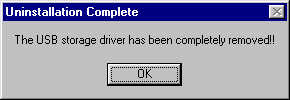 Uninstallation Complete
The USB storage driver has been completely removed!!
OK